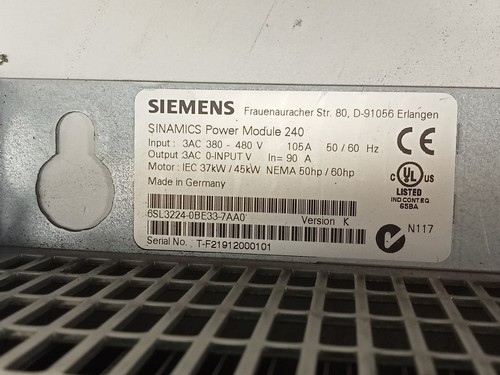 SIEMENS Frauenauracher Str. 80, D-91056 Erlangen
SINAMICS Power Module 240
Input : 3AC 380 - 480 V 105A 50 / 60 Hz
Output 3AC 0-INPUT V In= 90 A
Motor : IEC 37kW / 45kW NEMA 50hp / 60hp
Made in Germany
CE
C UL US
LISTED
IND.CONT.EQ.
65BA
6SL3224-0BE33-7AA0
Version K
N117
Serial No. : T-F21912000101